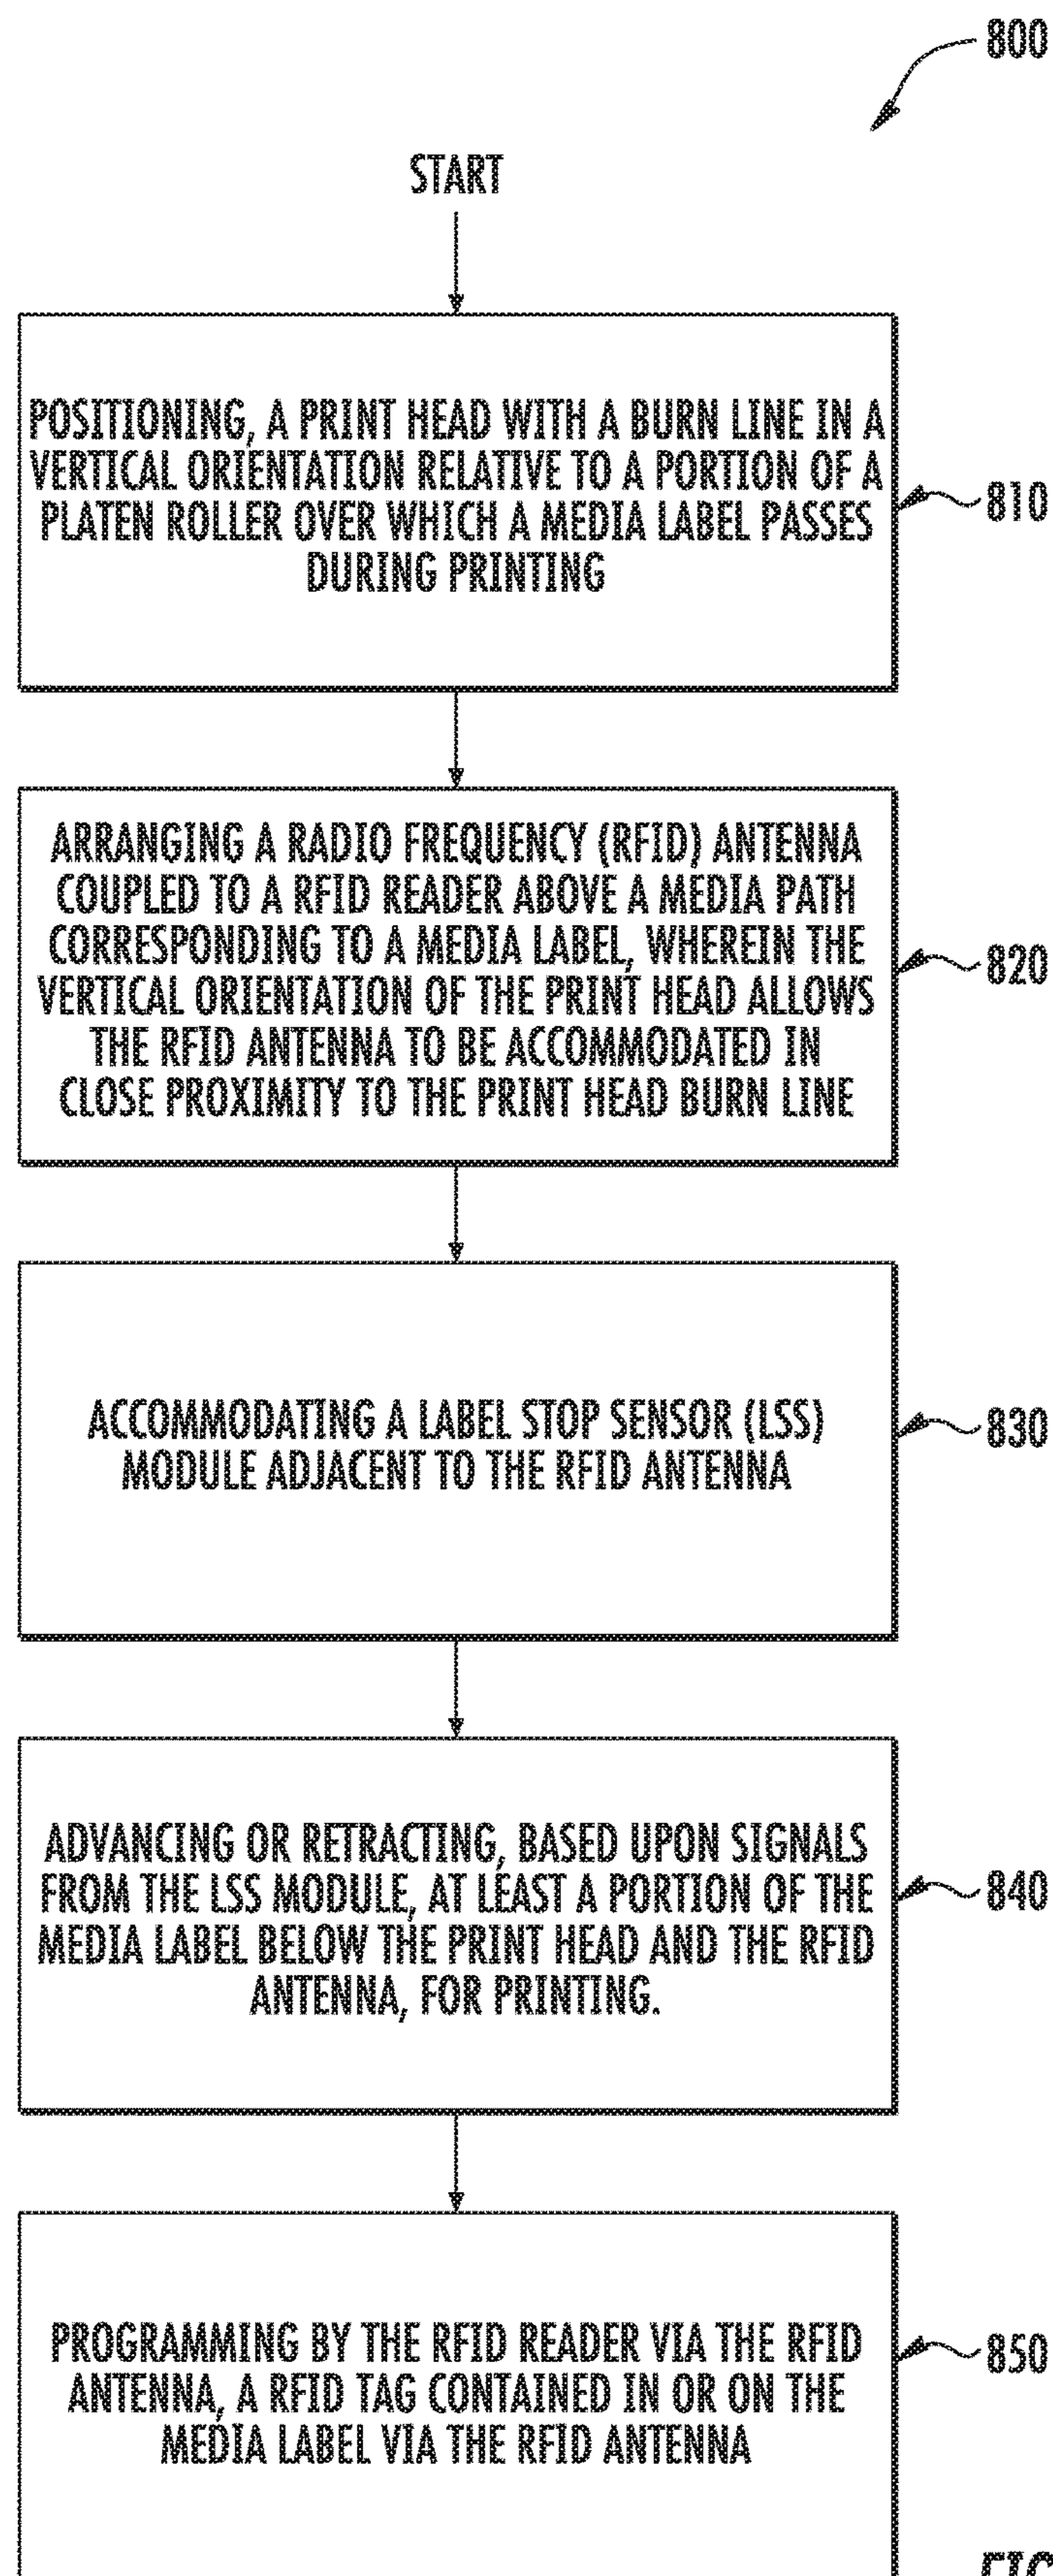 800
START
POSITIONING, A PRINT HEAD WITH A BURN LINE IN A
VERTICAL ORIENTATION RELATIVE TO A PORTION OF A
PLATEN ROLLER OVER WHICH A MEDIA LABEL PASSES
DURING PRINTING
810
ARRANGING A RADIO FREQUENCY (RFID) ANTENNA
COUPLED TO A RFID READER ABOVE A MEDIA PATH
CORRESPONDING TO A MEDIA LABEL, WHEREIN THE
VERTICAL ORIENTATION OF THE PRINT HEAD ALLOWS
THE RFID ANTENNA TO BE ACCOMMODATED IN
CLOSE PROXIMITY TO THE PRINT HEAD BURN LINE
820
ACCOMMODATING A LABEL STOP SENSOR (LSS)
MODULE ADJACENT TO THE RFID ANTENNA
830
ADVANCING OR RETRACTING, BASED UPON SIGNALS
FROM THE LSS MODULE, AT LEAST A PORTION OF THE
MEDIA LABEL BELOW THE PRINT HEAD AND THE RFID
ANTENNA, FOR PRINTING.
840
PROGRAMMING BY THE RFID READER VIA THE RFID
ANTENNA, A RFID TAG CONTAINED IN OR ON THE
MEDIA LABEL VIA THE RFID ANTENNA
850